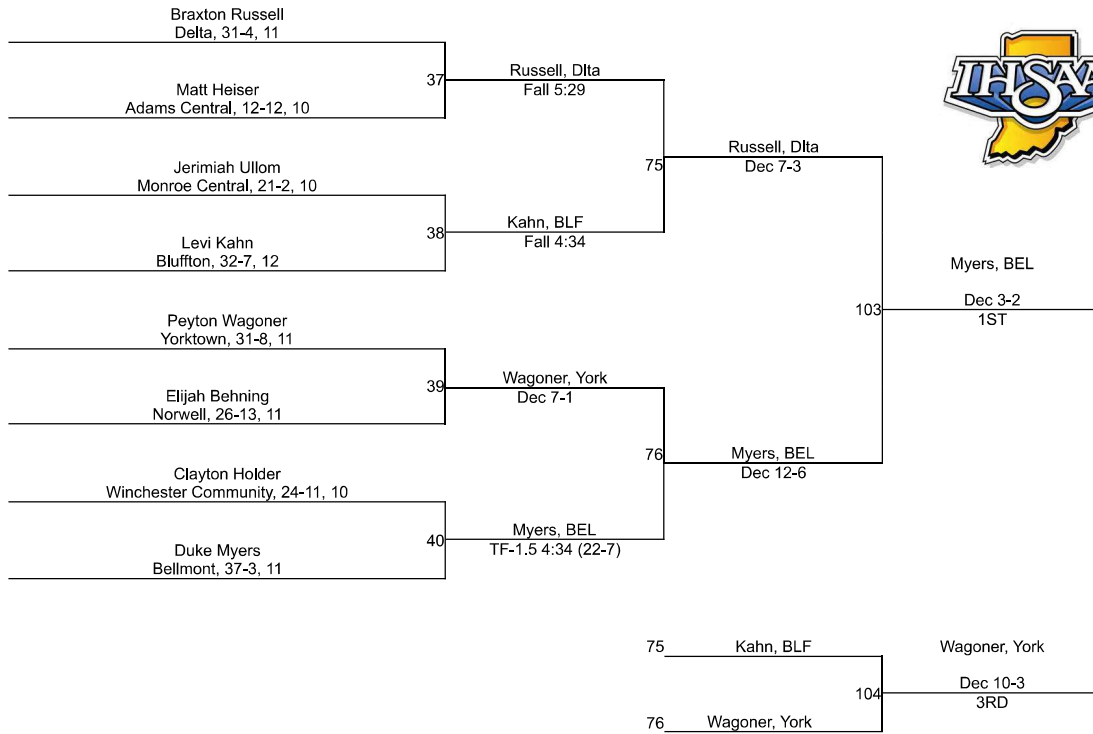 Braxton Russell
Delta, 31-4, 11
37
Matt Heiser
Adams Central, 12-12, 10
Russell, Dlta
Fall 5:29
Jerimiah Ullom
Monroe Central, 21-2, 10
38
Levi Kahn
Bluffton, 32-7, 12
Kahn, BLF
Fall 4:34
75
Russell, Dlta
Dec 7-3
Peyton Wagoner
Yorktown, 31-8, 11
39
Elijah Behning
Norwell, 26-13, 11
Wagoner, York
Dec 7-1
Clayton Holder
Winchester Community, 24-11, 10
40
Duke Myers
Bellmont, 37-3, 11
Myers, BEL
TF-1.5 4:34 (22-7)
76
Myers, BEL
Dec 12-6
103
Myers, BEL
Dec 3-2
1ST
IHSAA
75
Kahn, BLF
76
Wagoner, York
104
Wagoner, York
Dec 10-3
3RD